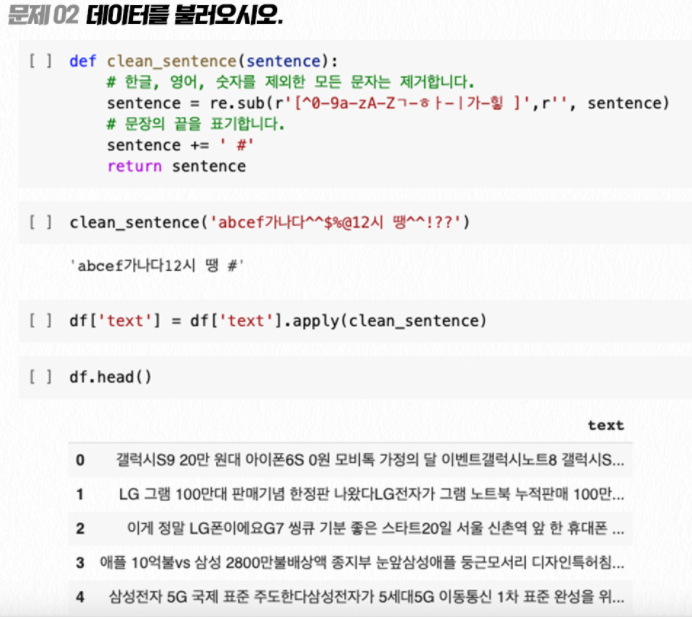 문제 02 데이터를 불러오시오.
[ ] def clean_sentence(sentence):
# 한글, 영어, 숫자를 제외한 모든 문자는 제거합니다.
sentence = re.sub(r'[^0-9a-zA-Zㄱ-ㅎㅏ-ㅣ가-힣 ]',r'', sentence)
# 문장의 끝을 표기합니다.
sentence += ' #'
return sentence
[ ] clean_sentence('abcef가나다^^$%@12시 땡^^!??')
'abcef가나다12시 땡 #'
[ ] df['text'] = df['text'].apply(clean_sentence)
[ ] df.head()
text
0 갤럭시S9 20만 원대 아이폰6S 0원 모비톡 가정의 달 이벤트갤럭시노트8 갤럭시S...
1 LG 그램 100만대 판매기념 한정판 나왔다LG전자가 그램 노트북 누적판매 100만...
2 이게 정말 LG폰이에요G7 씽큐 기분 좋은 스타트20일 서울 신촌역 앞 한 휴대폰 ...
3 애플 10억불vs 삼성 2800만불배상액 종지부 눈앞삼성애플 둥근모서리 디자인특허침...
4 삼성전자 5G 국제 표준 주도한다삼성전자가 5세대5G 이동통신 1차 표준 완성을 위...